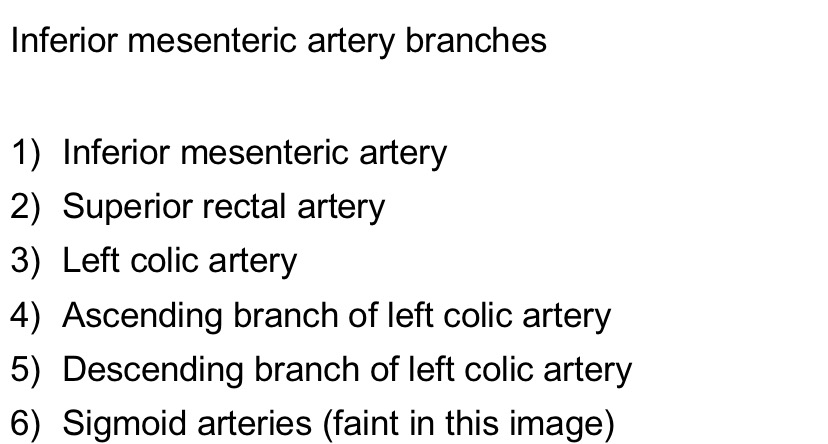 Inferior mesenteric artery branches
1) Inferior mesenteric artery
2) Superior rectal artery
3) Left colic artery
4) Ascending branch of left colic artery
5) Descending branch of left colic artery
6) Sigmoid arteries (faint in this image)